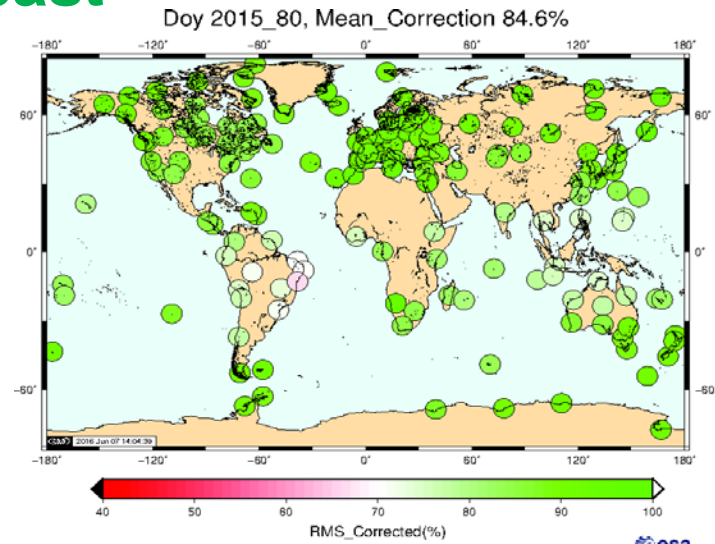 Doy 2015_80, Mean_Correction 84.6%
-180° -120° -60° 0° 60° 120° 180°
60° 60°
0° 0°
-60° -60°
2016 Jun 07 14:04:39
-180° -120° -60° 0° 60° 120° 180°
40 50 60 70 80 90 100
RMS_Corrected(%)
esa